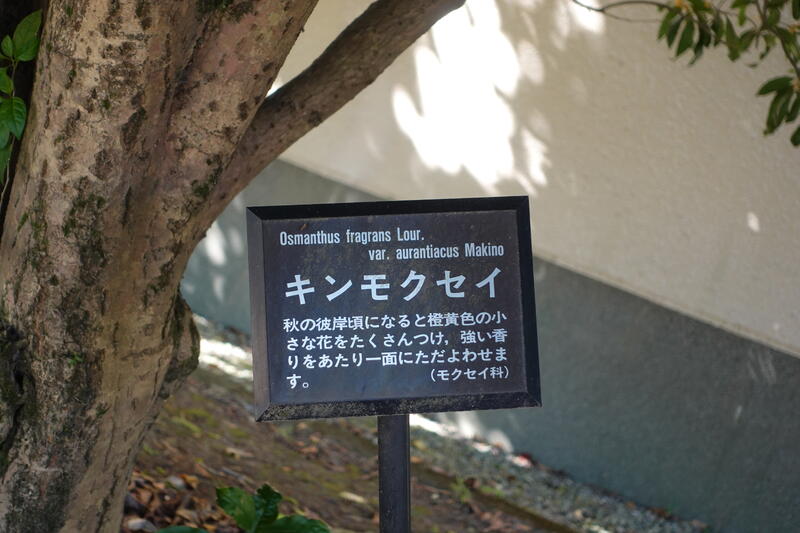 Osmanthus fragrans Lour.
var. aurantiacus Makino
キンモクセイ
秋の彼岸頃になると橙黄色の小
さな花をたくさんつけ，強い香
りをあたり一面にただよわせま
す。 （モクセイ科）